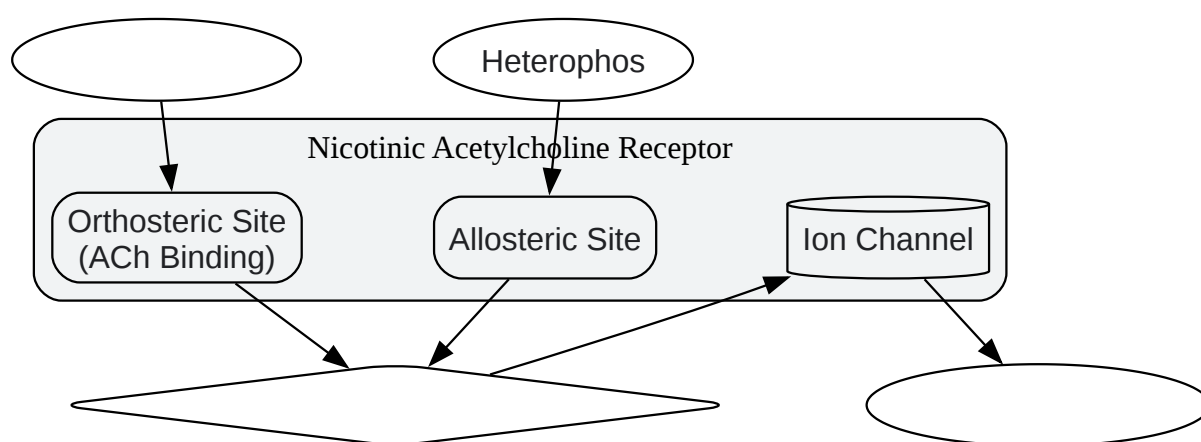 Heterophos
Nicotinic Acetylcholine Receptor
Orthosteric Site
(ACh Binding)
Allosteric Site
Ion Channel